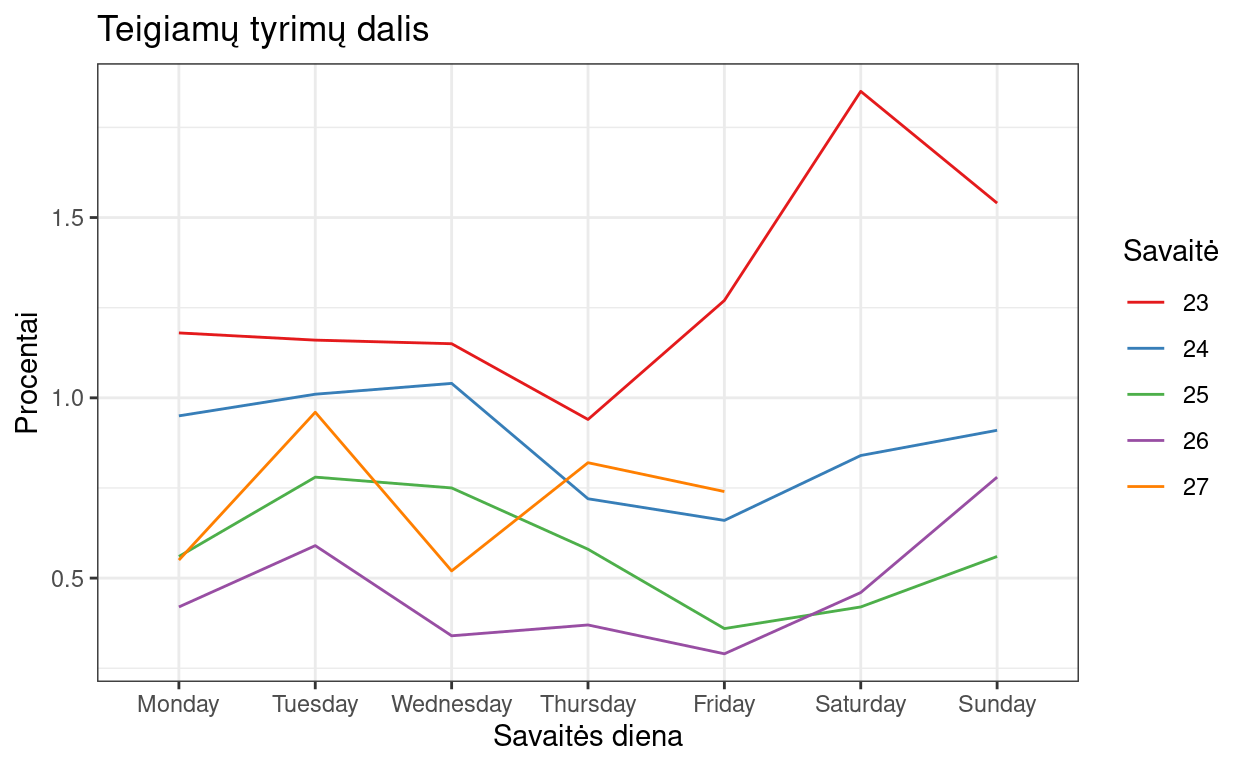 Teigiamų tyrimų dalis
Procentai
1.5
1.0
0.5
Monday Tuesday Wednesday Thursday Friday Saturday Sunday
Savaitės diena
Savaitė
23
24
25
26
27